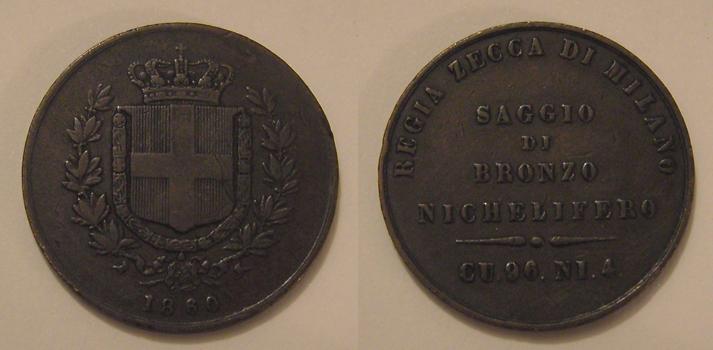 1860
REGIA ZECCA DI MILANO
SAGGIO
DI
BRONZO
NICHELIFERO
CU.96. NI.4